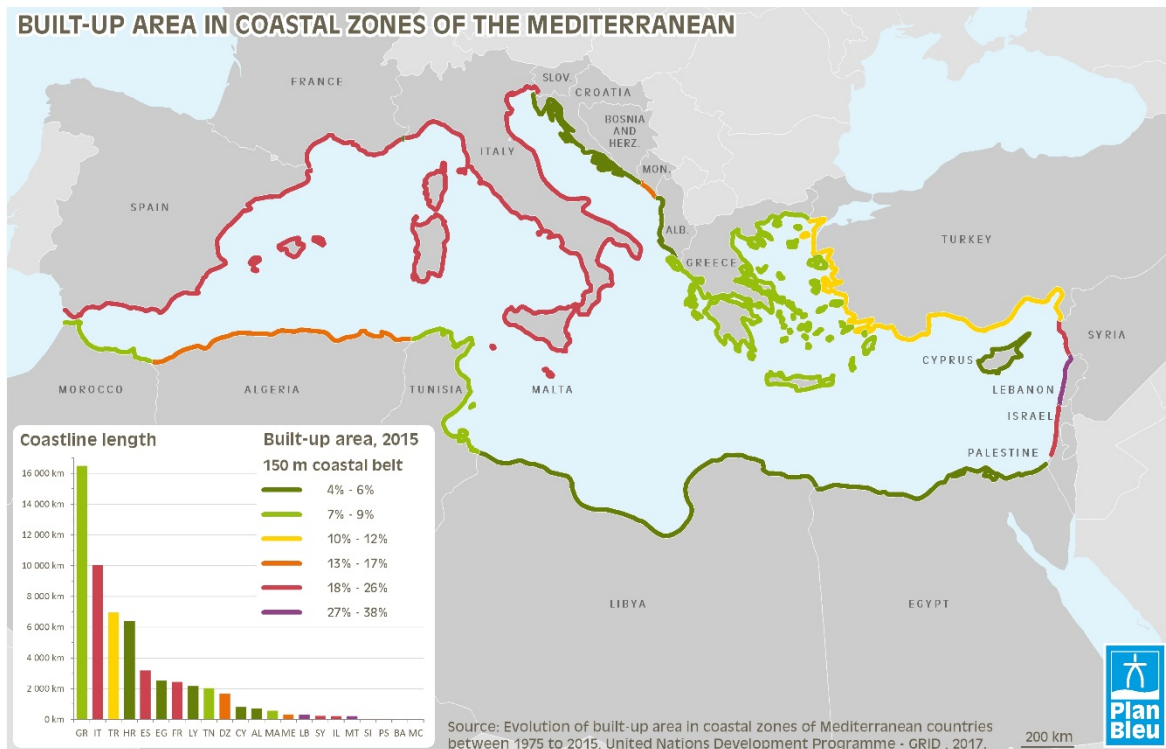 BUILT-UP AREA IN COASTAL ZONES OF THE MEDITERRANEAN
FRANCE
SLOV.
CROATIA
BOSNIA
AND
HERZ.
ITALY
MON.
SPAIN
ALB.
TURKEY
GREECE
SYRIA
CYPRUS
MOROCCO
ALGERIA
TUNISIA
MALTA
LEBANON
ISRAEL
PALESTINE
LIBYA
EGYPT
Coastline length
16 000 km
14 000 km
12 000 km
10 000 km
8 000 km
6 000 km
4 000 km
2 000 km
0 km
GR IT TR HR ES EG FR LY TN DZ CY AL MA ME LB SY IL MT SI PS BA MC
Built-up area, 2015
150 m coastal belt
4% - 6%
7% - 9%
10% - 12%
13% - 17%
18% - 26%
27% - 38%
Source: Evolution of built-up area in coastal zones of Mediterranean countries
between 1975 to 2015, United Nations Development Programme - GRID , 2017.
200 km
Plan
Bleu